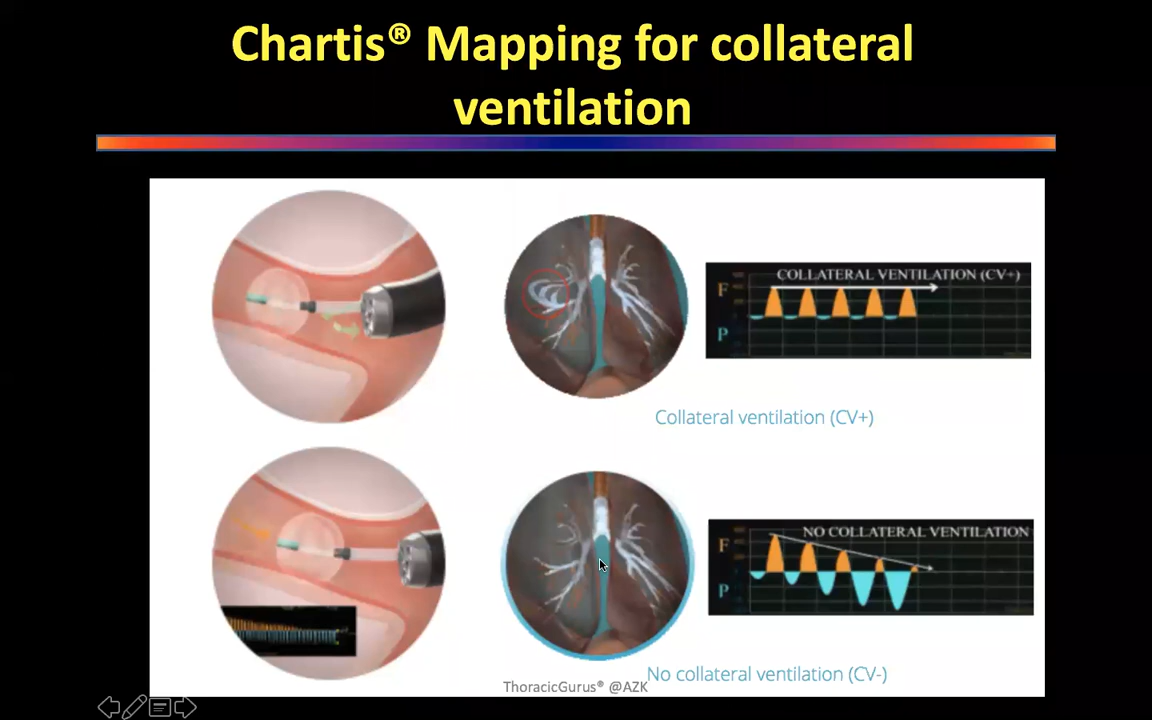 Chartis® Mapping for collateral
ventilation
COLLATERAL VENTILATION (CV+)
F
P
Collateral ventilation (CV+)
NO COLLATERAL VENTILATION
F
P
No collateral ventilation (CV-)
ThoracicGurus® @AZK